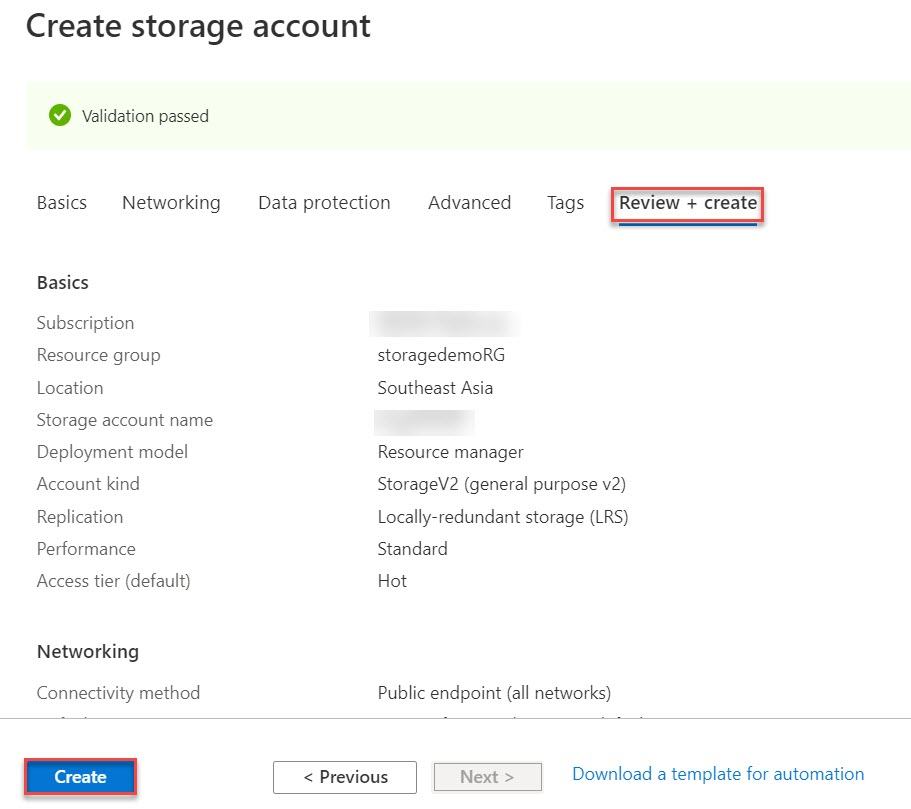 Create storage account
Validation passed
Basics Networking Data protection Advanced Tags Review + create
Basics
Subscription
Resource group storagedemoRG
Location Southeast Asia
Storage account name
Deployment model Resource manager
Account kind StorageV2 (general purpose v2)
Replication Locally-redundant storage (LRS)
Performance Standard
Access tier (default) Hot
Networking
Connectivity method Public endpoint (all networks)
Create < Previous Next > Download a template for automation